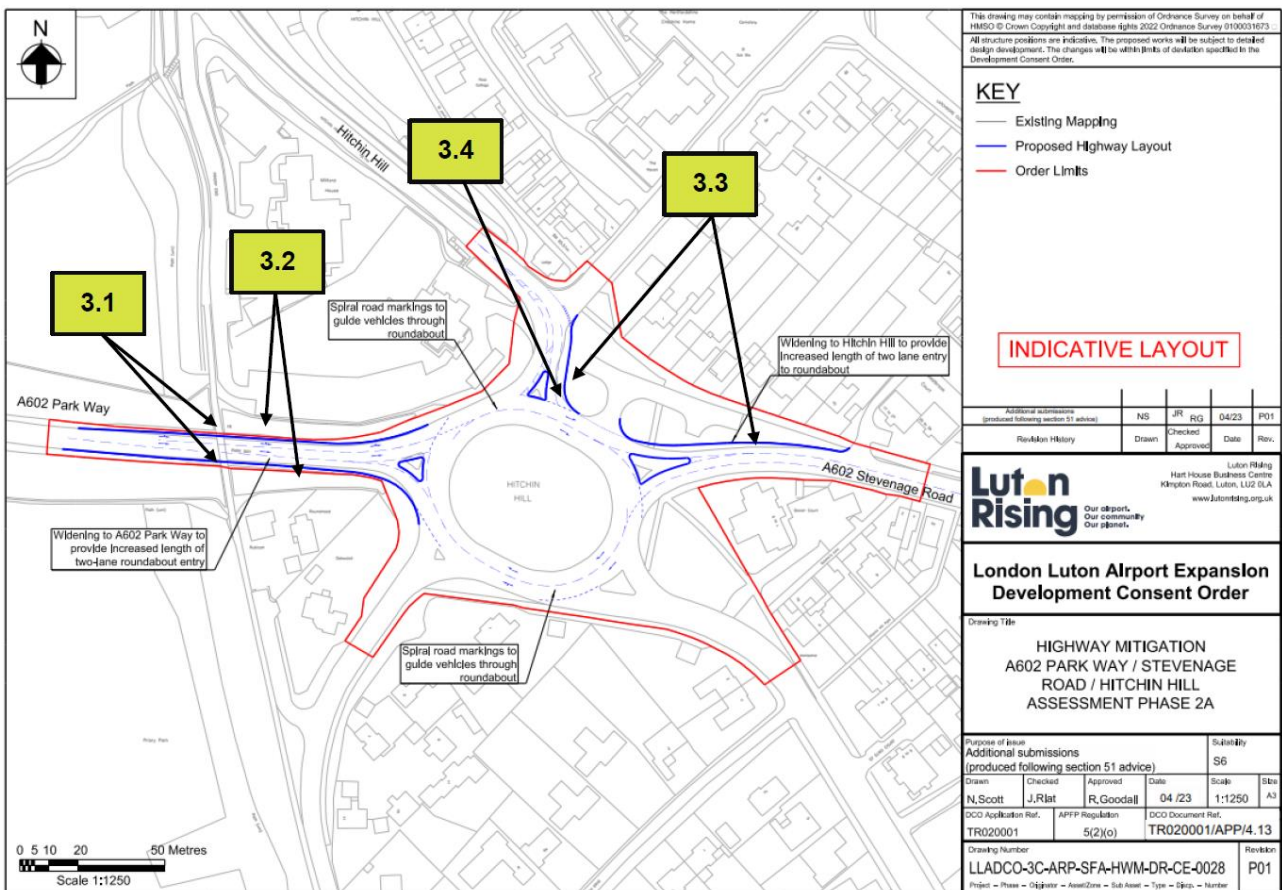 N
HITCHIN HILL
Hitchin Hill
3.4
3.3
3.2
3.1
Spiral road markings to
guide vehicles through
roundabout
Widening to Hitchin Hill to provide
increased length of two lane entry
to roundabout
A602 Park Way
A602 Stevenage Road
HITCHIN
HILL
Widening to A602 Park Way to
provide increased length of
two-lane roundabout entry
Spiral road markings to
guide vehicles through
roundabout
Priory Park
0 5 10 20 50 Metres
Scale 1:1250
This drawing may contain mapping by permission of Ordnance Survey on behalf of
HMSO © Crown Copyright and database rights 2022 Ordnance Survey 0100031673
All structure positions are indicative. The proposed works will be subject to detailed
design development. The changes will be within limits of deviation specified in the
Development Consent Order.
KEY
Existing Mapping
Proposed Highway Layout
Order Limits
INDICATIVE LAYOUT
Additional submissions
(produced following section 51 advice)
NS JR RG 04/23 P01
Revision History Drawn Checked Approved Date Rev.
Luton Rising
Hart House Business Centre
Kimpton Road, Luton, LU2 0LA
www.lutonrising.org.uk
Luton
Rising
Our airport.
Our community
Our planet.
London Luton Airport Expansion
Development Consent Order
Drawing Title
HIGHWAY MITIGATION
A602 PARK WAY / STEVENAGE
ROAD / HITCHIN HILL
ASSESSMENT PHASE 2A
Purpose of issue
Additional submissions
(produced following section 51 advice)
Suitability
S6
Drawn Checked Approved Date Scale Size
N.Scott J.Riat R.Goodall 04 /23 1:1250 A3
DCO Application Ref. APFP Regulation DCO Document Ref.
TR020001 5(2)(o) TR020001/APP/4.13
Drawing Number Revision
LLADCO-3C-ARP-SFA-HWM-DR-CE-0028 P01
Project - Phase - Originator - Asset/Zone - Sub Asset - Type - Discp. - Number